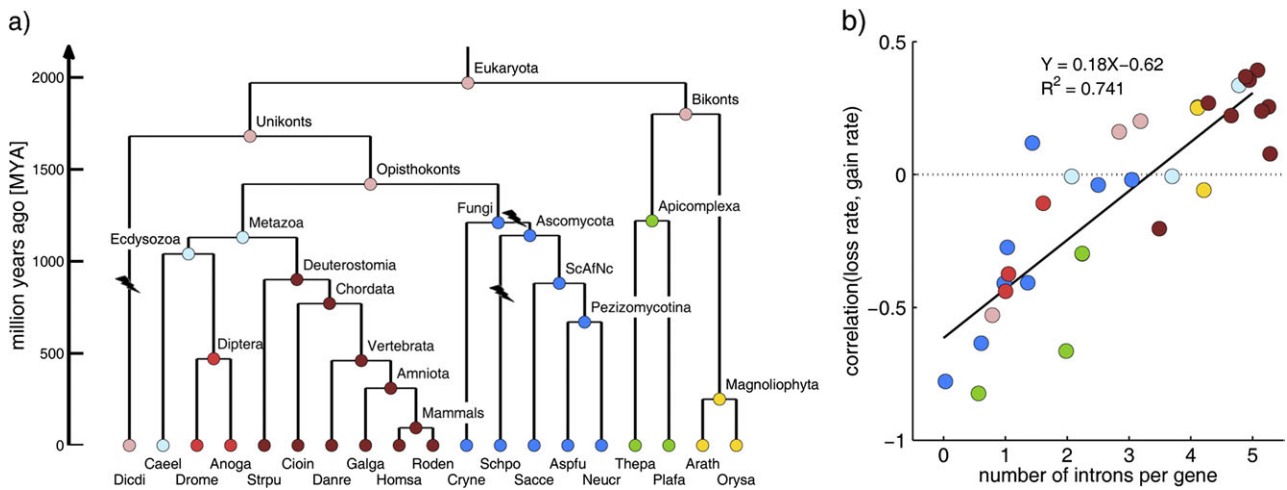 a)
million years ago [MYA]
2000
1500
1000
500
0
Eukaryota
Bikonts
Unikonts
Opisthokonts
Fungi
Ascomycota
Apicomplexa
Metazoa
Ecdysozoa
Deuterostomia
ScAfNc
Chordata
Pezizomycotina
Diptera
Vertebrata
Amniota
Magnoliophyta
Mammals
Caeel Anoga Cioin Galga Roden Schpo Aspfu Thepa Arath
Dicdi Drome Strpu Danre Homsa Cryne Sacce Neucr Plafa Orysa
b)
correlation(loss rate, gain rate)
0.5
0
−0.5
−1
Y = 0.18X−0.62
R2 = 0.741
0 1 2 3 4 5
number of introns per gene